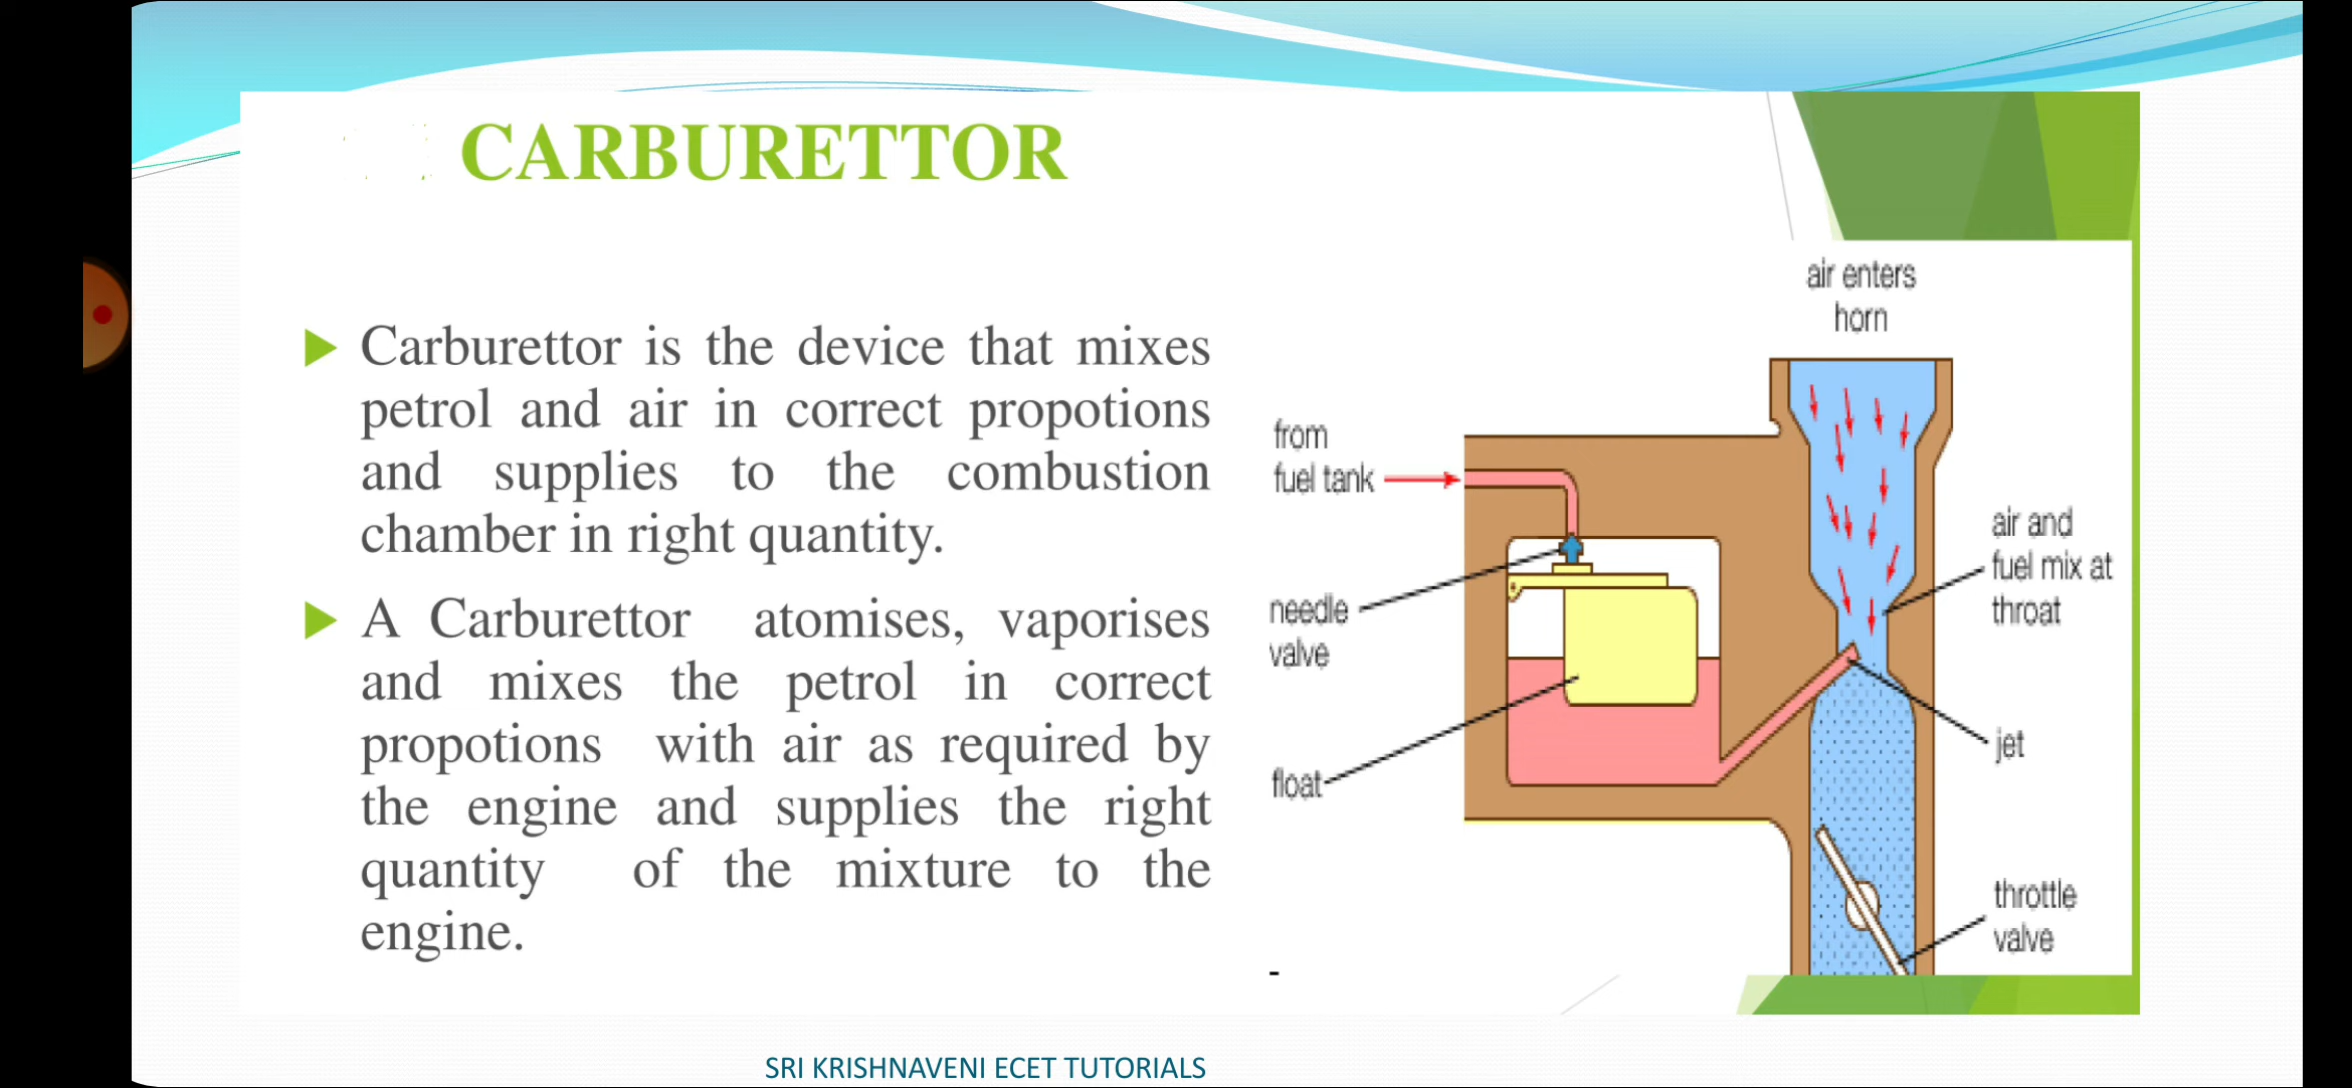 CARBURETTOR
Carburettor is the device that mixes
petrol and air in correct propotions
and supplies to the combustion
chamber in right quantity.
A Carburettor atomises, vaporises
and mixes the petrol in correct
propotions with air as required by
the engine and supplies the right
quantity of the mixture to the
engine.
air enters
horn
from
fuel tank
air and
fuel mix at
throat
needle
valve
jet
float
throttle
valve
-
SRI KRISHNAVENI ECET TUTORIALS